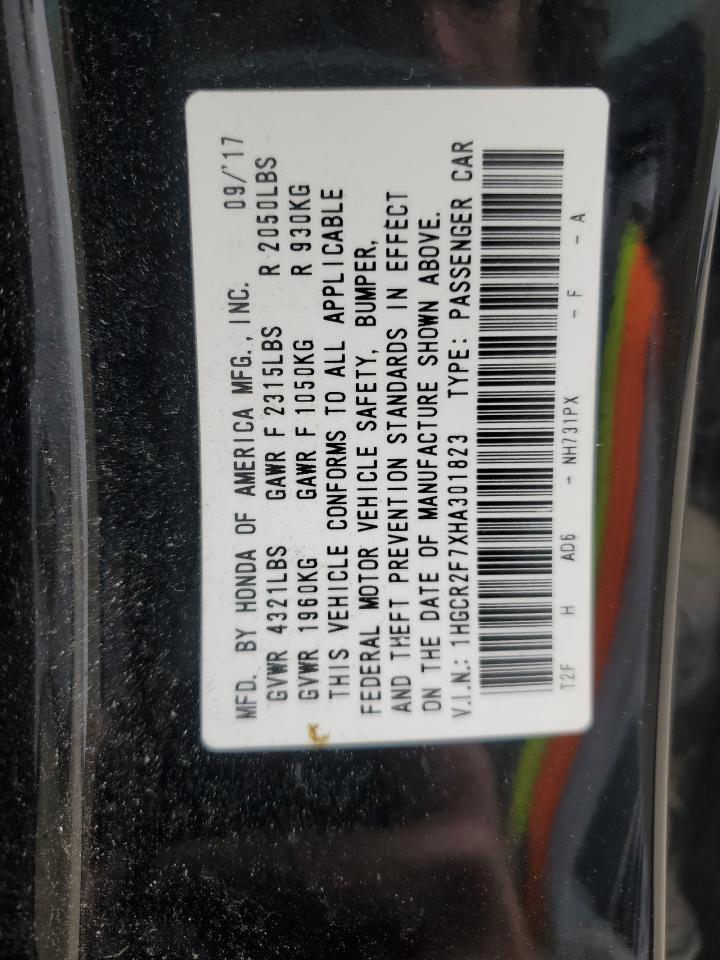 MFD. BY HONDA OF AMERICA MFG., INC. 09/'17
GVWR 4321LBS GAWR F 2315LBS R 2050LBS
GVWR 1960KG GAWR F 1050KG R 930KG
THIS VEHICLE CONFORMS TO ALL APPLICABLE
FEDERAL MOTOR VEHICLE SAFETY, BUMPER,
AND THEFT PREVENTION STANDARDS IN EFFECT
ON THE DATE OF MANUFACTURE SHOWN ABOVE.
V.I.N.: 1HGCR2F7XHA301823 TYPE: PASSENGER CAR
T2F H AD6 - NH731PX - F - A